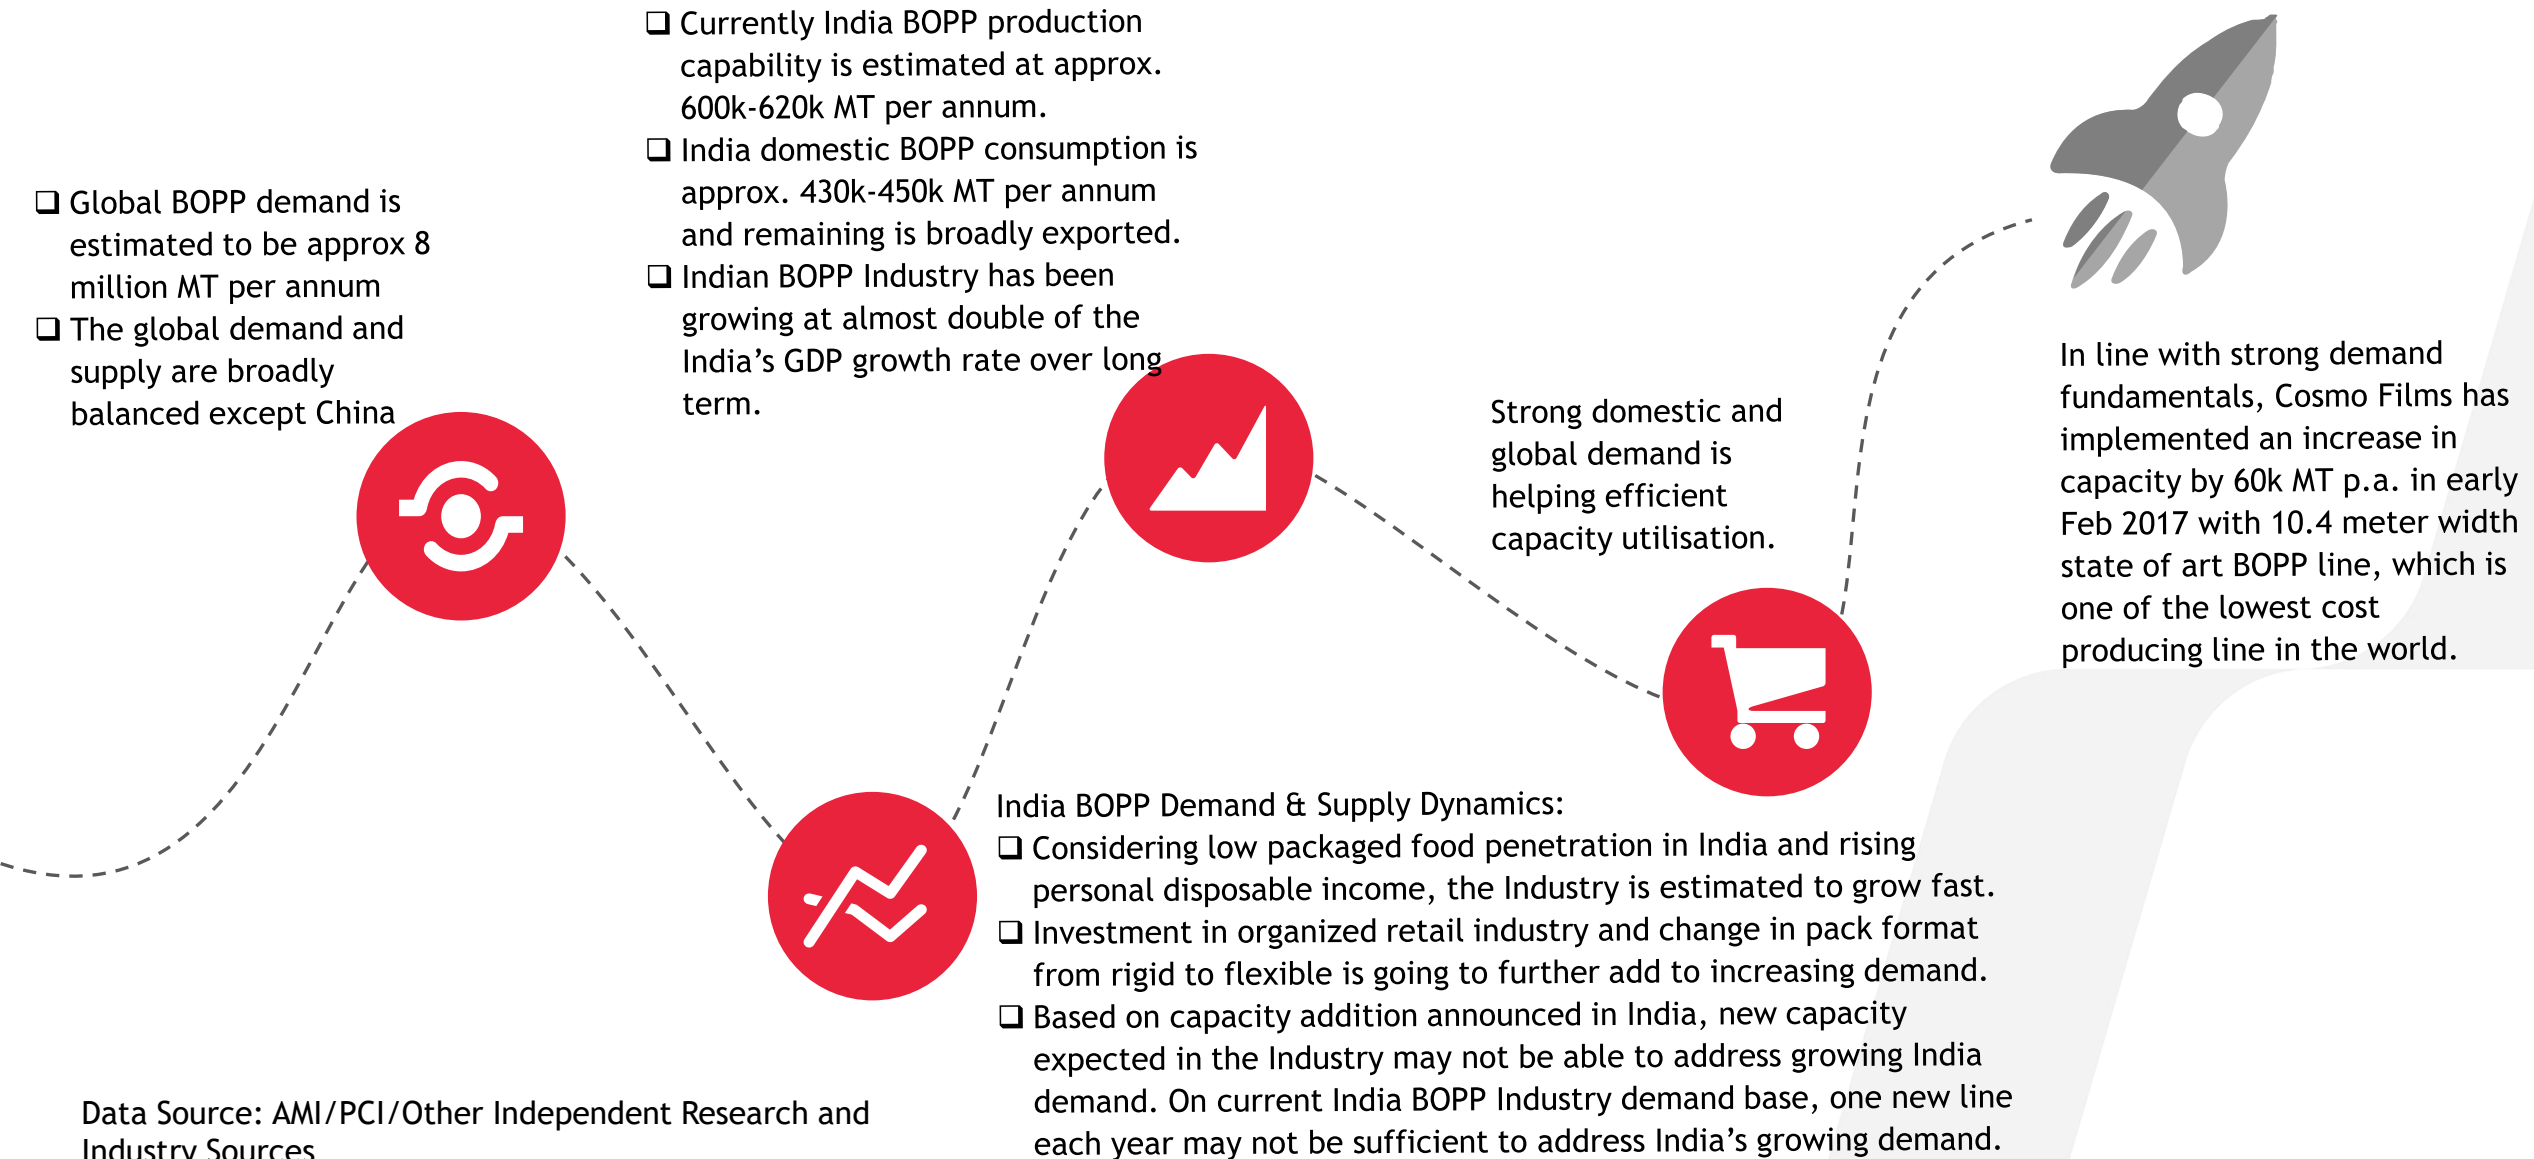 Global BOPP demand is
estimated to be approx 8
million MT per annum
The global demand and
supply are broadly
balanced except China
Currently India BOPP production
capability is estimated at approx.
600k-620k MT per annum.
India domestic BOPP consumption is
approx. 430k-450k MT per annum
and remaining is broadly exported.
Indian BOPP Industry has been
growing at almost double of the
India’s GDP growth rate over long
term.
Strong domestic and
global demand is
helping efficient
capacity utilisation.
In line with strong demand
fundamentals, Cosmo Films has
implemented an increase in
capacity by 60k MT p.a. in early
Feb 2017 with 10.4 meter width
state of art BOPP line, which is
one of the lowest cost
producing line in the world.
India BOPP Demand & Supply Dynamics:
Considering low packaged food penetration in India and rising
personal disposable income, the Industry is estimated to grow fast.
Investment in organized retail industry and change in pack format
from rigid to flexible is going to further add to increasing demand.
Based on capacity addition announced in India, new capacity
expected in the Industry may not be able to address growing India
demand. On current India BOPP Industry demand base, one new line
each year may not be sufficient to address India’s growing demand.
Data Source: AMI/PCI/Other Independent Research and
Industry Sources